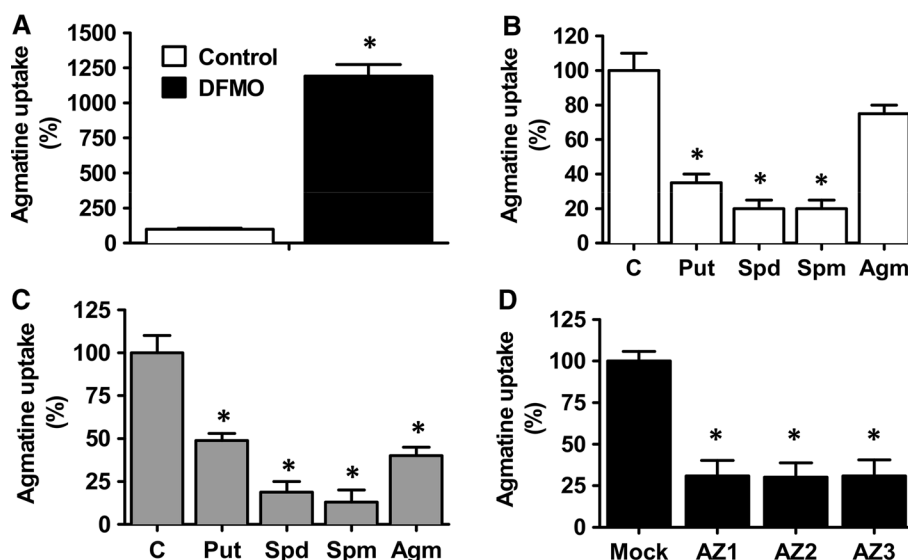 A
Agmatine uptake
(%)
1500
1250
1000
750
500
250
0
Control
DFMO
*
B
Agmatine uptake
(%)
120
100
80
60
40
20
0
* * *
C Put Spd Spm Agm
C
Agmatine uptake
(%)
125
100
75
50
25
0
* * * *
C Put Spd Spm Agm
D
Agmatine uptake
(%)
125
100
75
50
25
0
* * *
Mock AZ1 AZ2 AZ3